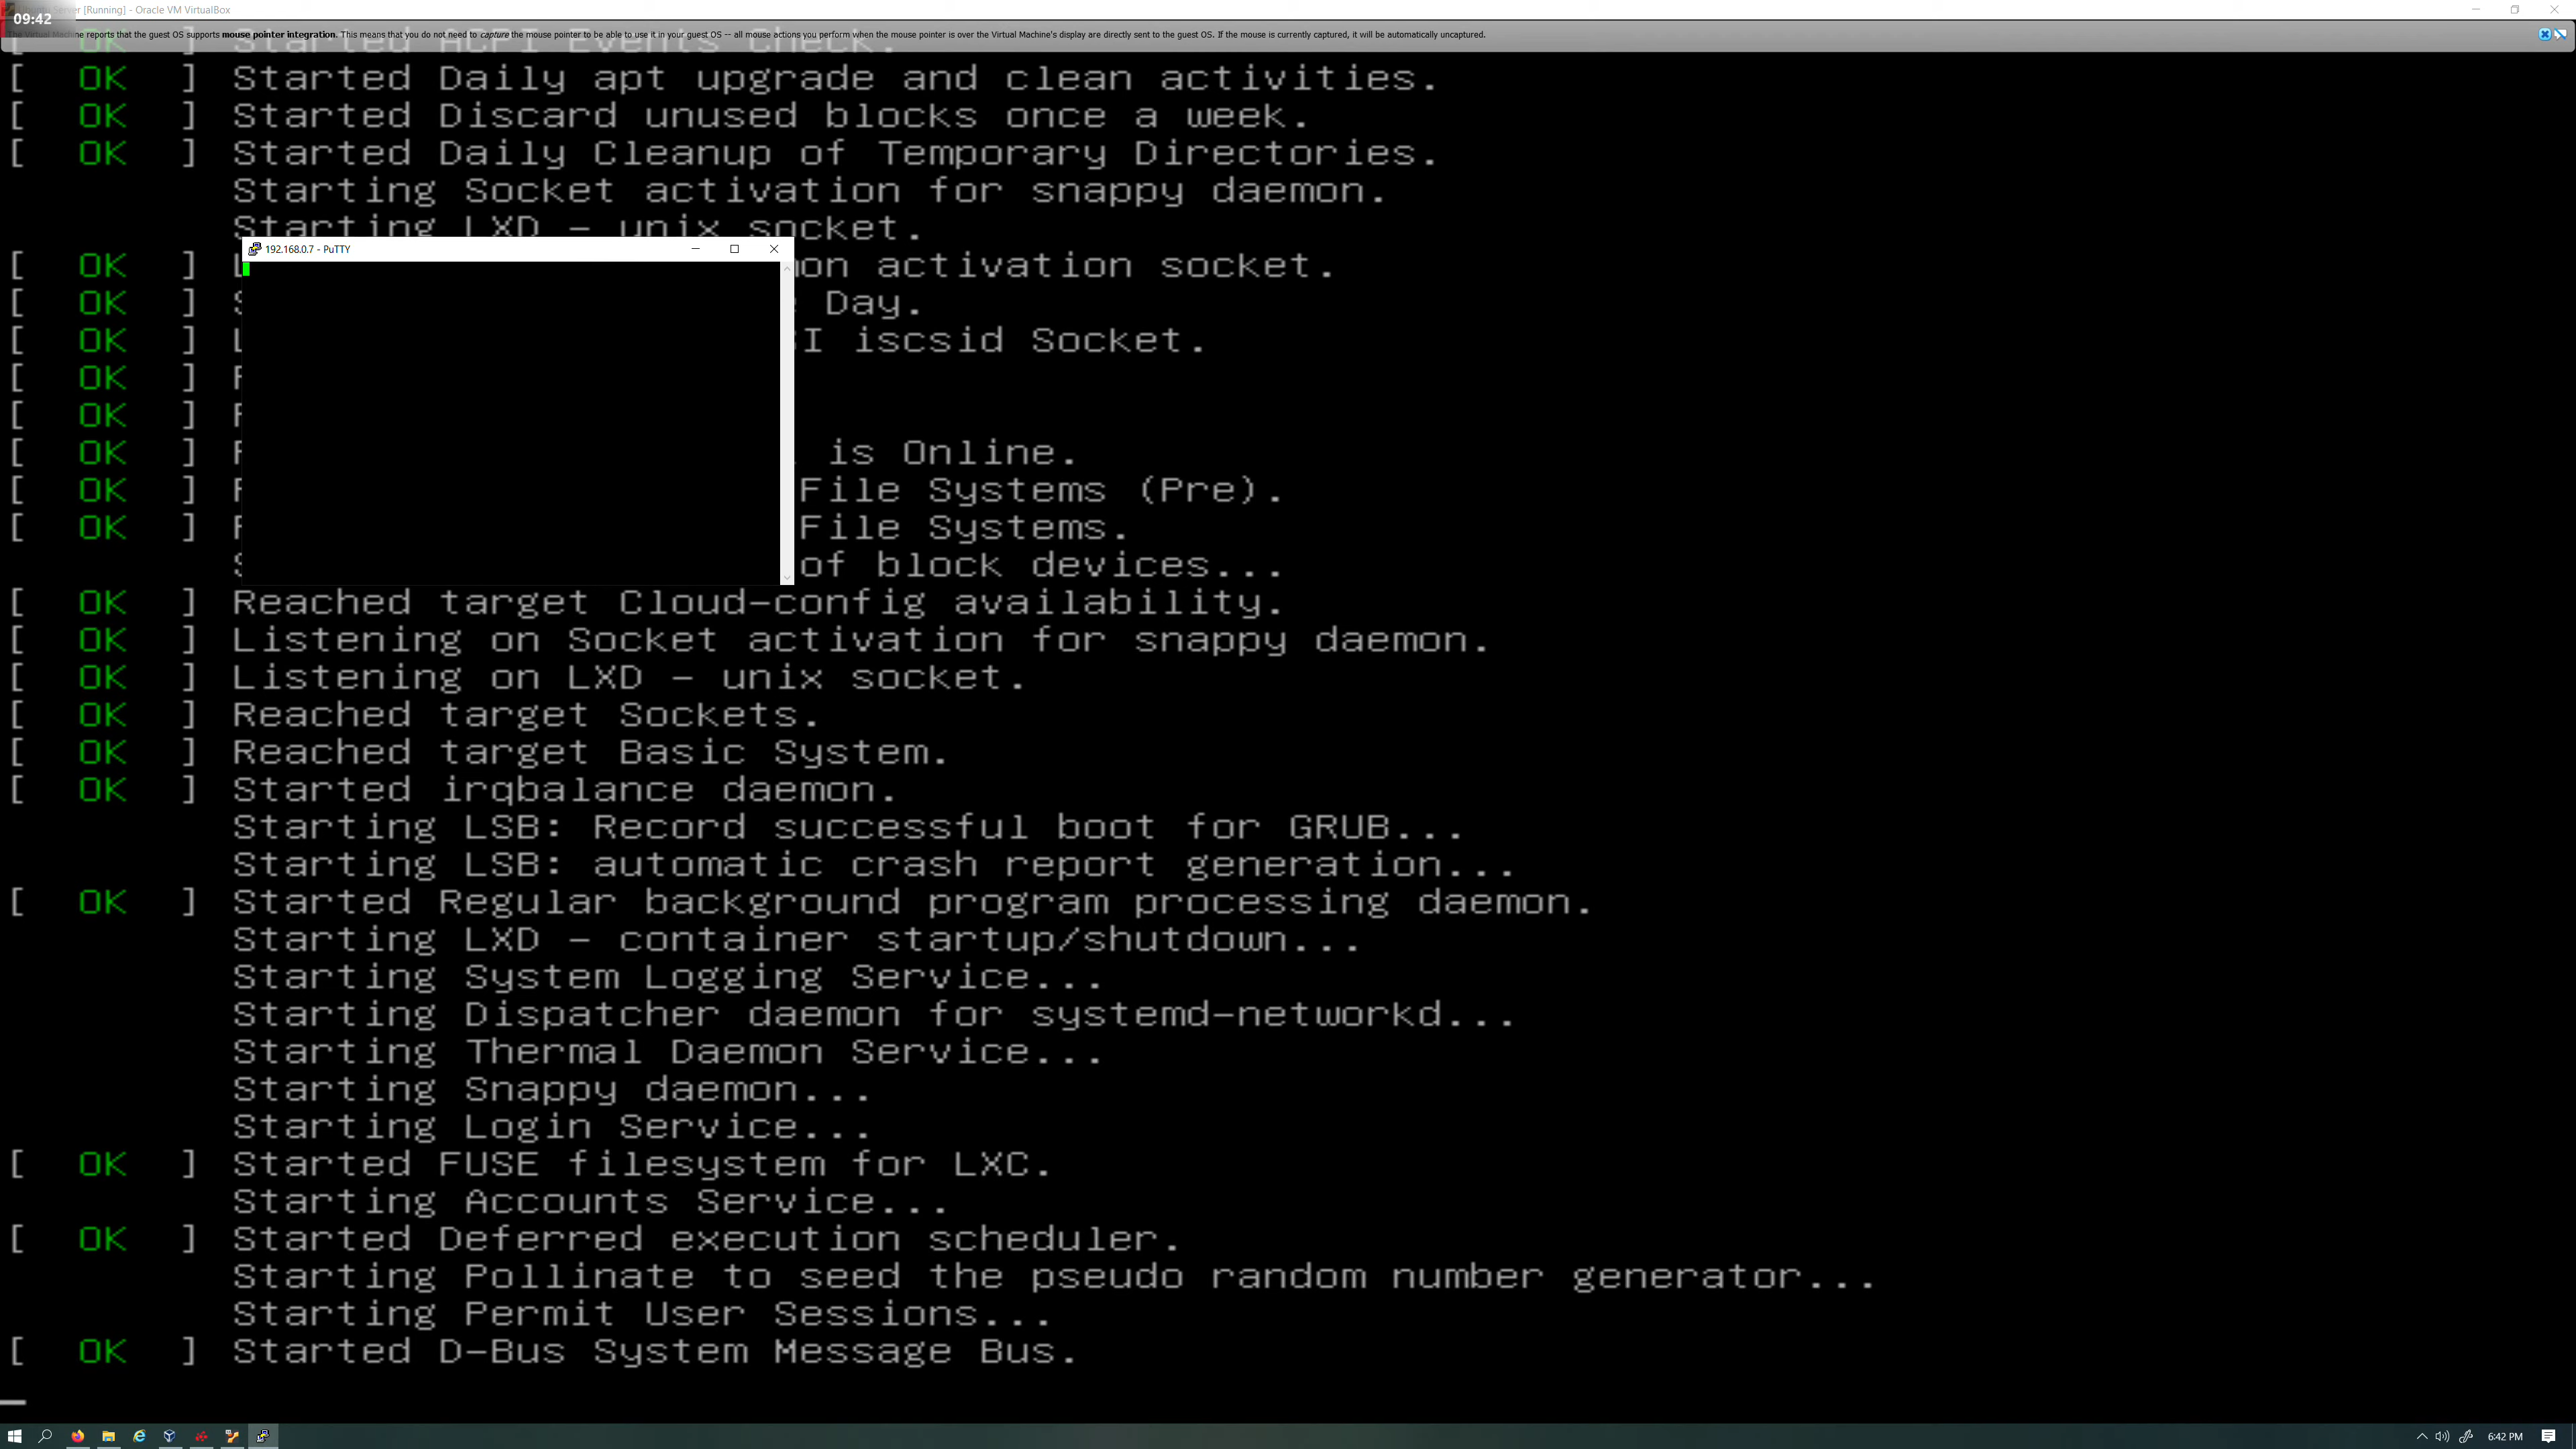 09:42
Server [Running] - Oracle VM VirtualBox
The Virtual Machine reports that the guest OS supports mouse pointer integration. This means that you do not need to capture the mouse pointer to be able to use it in your guest OS -- all mouse actions you perform when the mouse pointer is over the Virtual Machine's display are directly sent to the guest OS. If the mouse is currently captured, it will be automatically uncaptured.
[ OK ] Started ACPI Events Check.
[ OK ] Started Daily apt upgrade and clean activities.
[ OK ] Started Discard unused blocks once a week.
[ OK ] Started Daily Cleanup of Temporary Directories.
Starting Socket activation for snappy daemon.
Starting LXD - unix socket.
192.168.0.7 - PuTTY
[ OK ] activation socket.
[ OK ] Day.
[ OK ] iscsid Socket.
[ OK ]
[ OK ]
[ OK ] is Online.
[ OK ] File Systems (Pre).
[ OK ] File Systems.
of block devices...
[ OK ] Reached target Cloud-config availability.
[ OK ] Listening on Socket activation for snappy daemon.
[ OK ] Listening on LXD - unix socket.
[ OK ] Reached target Sockets.
[ OK ] Reached target Basic System.
[ OK ] Started irqbalance daemon.
Starting LSB: Record successful boot for GRUB...
Starting LSB: automatic crash report generation...
[ OK ] Started Regular background program processing daemon.
Starting LXD - container startup/shutdown...
Starting System Logging Service...
Starting Dispatcher daemon for systemd-networkd...
Starting Thermal Daemon Service...
Starting Snappy daemon...
Starting Login Service...
[ OK ] Started FUSE filesystem for LXC.
Starting Accounts Service...
[ OK ] Started Deferred execution scheduler.
Starting Pollinate to seed the pseudo random number generator...
Starting Permit User Sessions...
[ OK ] Started D-Bus System Message Bus.
6:42 PM